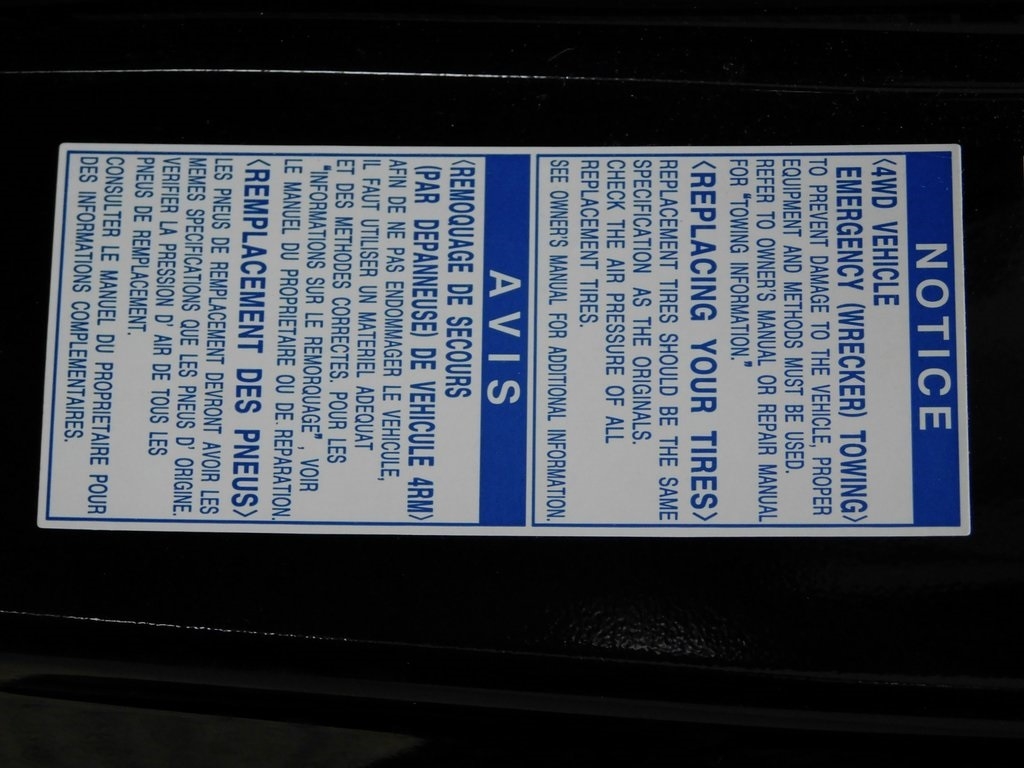 NOTICE
<4WD VEHICLE
EMERGENCY (WRECKER) TOWING>
TO PREVENT DAMAGE TO THE VEHICLE, PROPER
EQUIPMENT AND METHODS MUST BE USED.
REFER TO OWNER'S MANUAL OR REPAIR MANUAL
FOR "TOWING INFORMATION"
<REPLACING YOUR TIRES>
REPLACEMENT TIRES SHOULD BE THE SAME
SPECIFICATION AS THE ORIGINALS.
CHECK THE AIR PRESSURE OF ALL
REPLACEMENT TIRES.
SEE OWNER'S MANUAL FOR ADDITIONAL INFORMATION.
AVIS
<REMOQUAGE DE SECOURS
(PAR DEPANNEUSE) DE VEHICULE 4RM>
AFIN DE NE PAS ENDOMMAGER LE VEHICULE,
IL FAUT UTILISER UN MATERIEL ADEQUAT
ET DES METHODES CORRECTES. POUR LES
"INFORMATIONS SUR LE REMORQUAGE", VOIR
LE MANUEL DU PROPRIETAIRE OU DE REPARATION.
<REMPLACEMENT DES PNEUS>
LES PNEUS DE REMPLACEMENT DEVRONT AVOIR LES
MEMES SPECIFICATIONS QUE LES PNEUS D' ORIGINE.
VERIFIER LA PRESSION D' AIR DE TOUS LES
PNEUS DE REMPLACEMENT.
CONSULTER LE MANUEL DU PROPRIETAIRE POUR
DES INFORMATIONS COMPLEMENTAIRES.